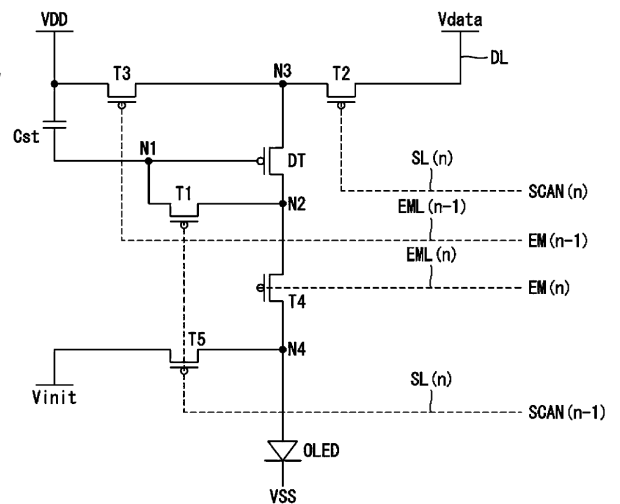 VDD
Vdata
T3
N3
T2
DL
Cst
N1
DT
SL(n)
SCAN(n)
T1
N2
EML(n-1)
EM(n-1)
EML(n)
T4
EM(n)
T5
N4
Vinit
SL(n)
SCAN(n-1)
OLED
VSS